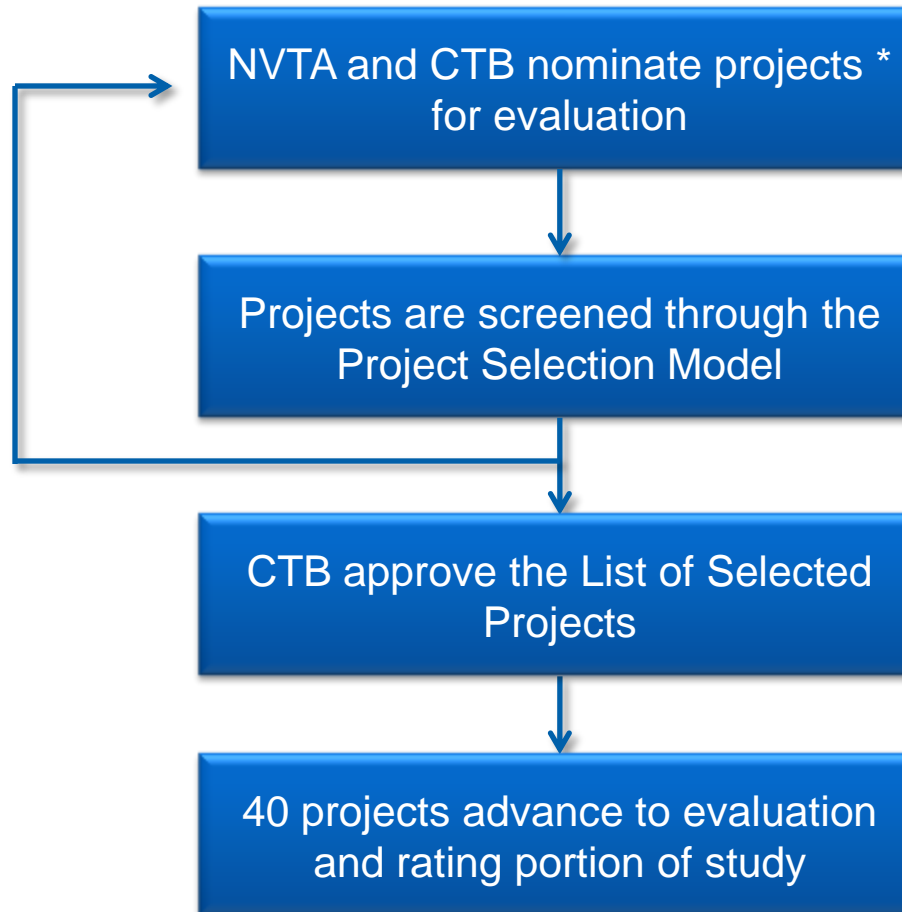 NVTA and CTB nominate projects *
for evaluation
Projects are screened through the
Project Selection Model
CTB approve the List of Selected
Projects
40 projects advance to evaluation
and rating portion of study